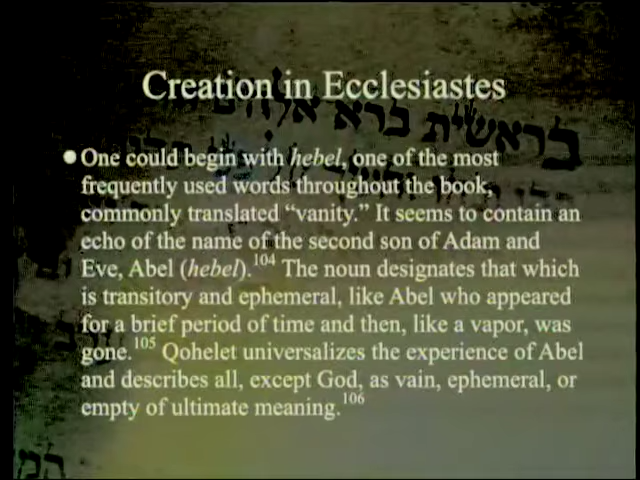 Creation in Ecclesiastes
בראשית ברא אלהים
● One could begin with hebel, one of the most
frequently used words throughout the book,
commonly translated “vanity.” It seems to contain an
echo of the name of the second son of Adam and
Eve, Abel (hebel).104 The noun designates that which
is transitory and ephemeral, like Abel who appeared
for a brief period of time and then, like a vapor, was
gone.105 Qohelet universalizes the experience of Abel
and describes all, except God, as vain, ephemeral, or
empty of ultimate meaning.106